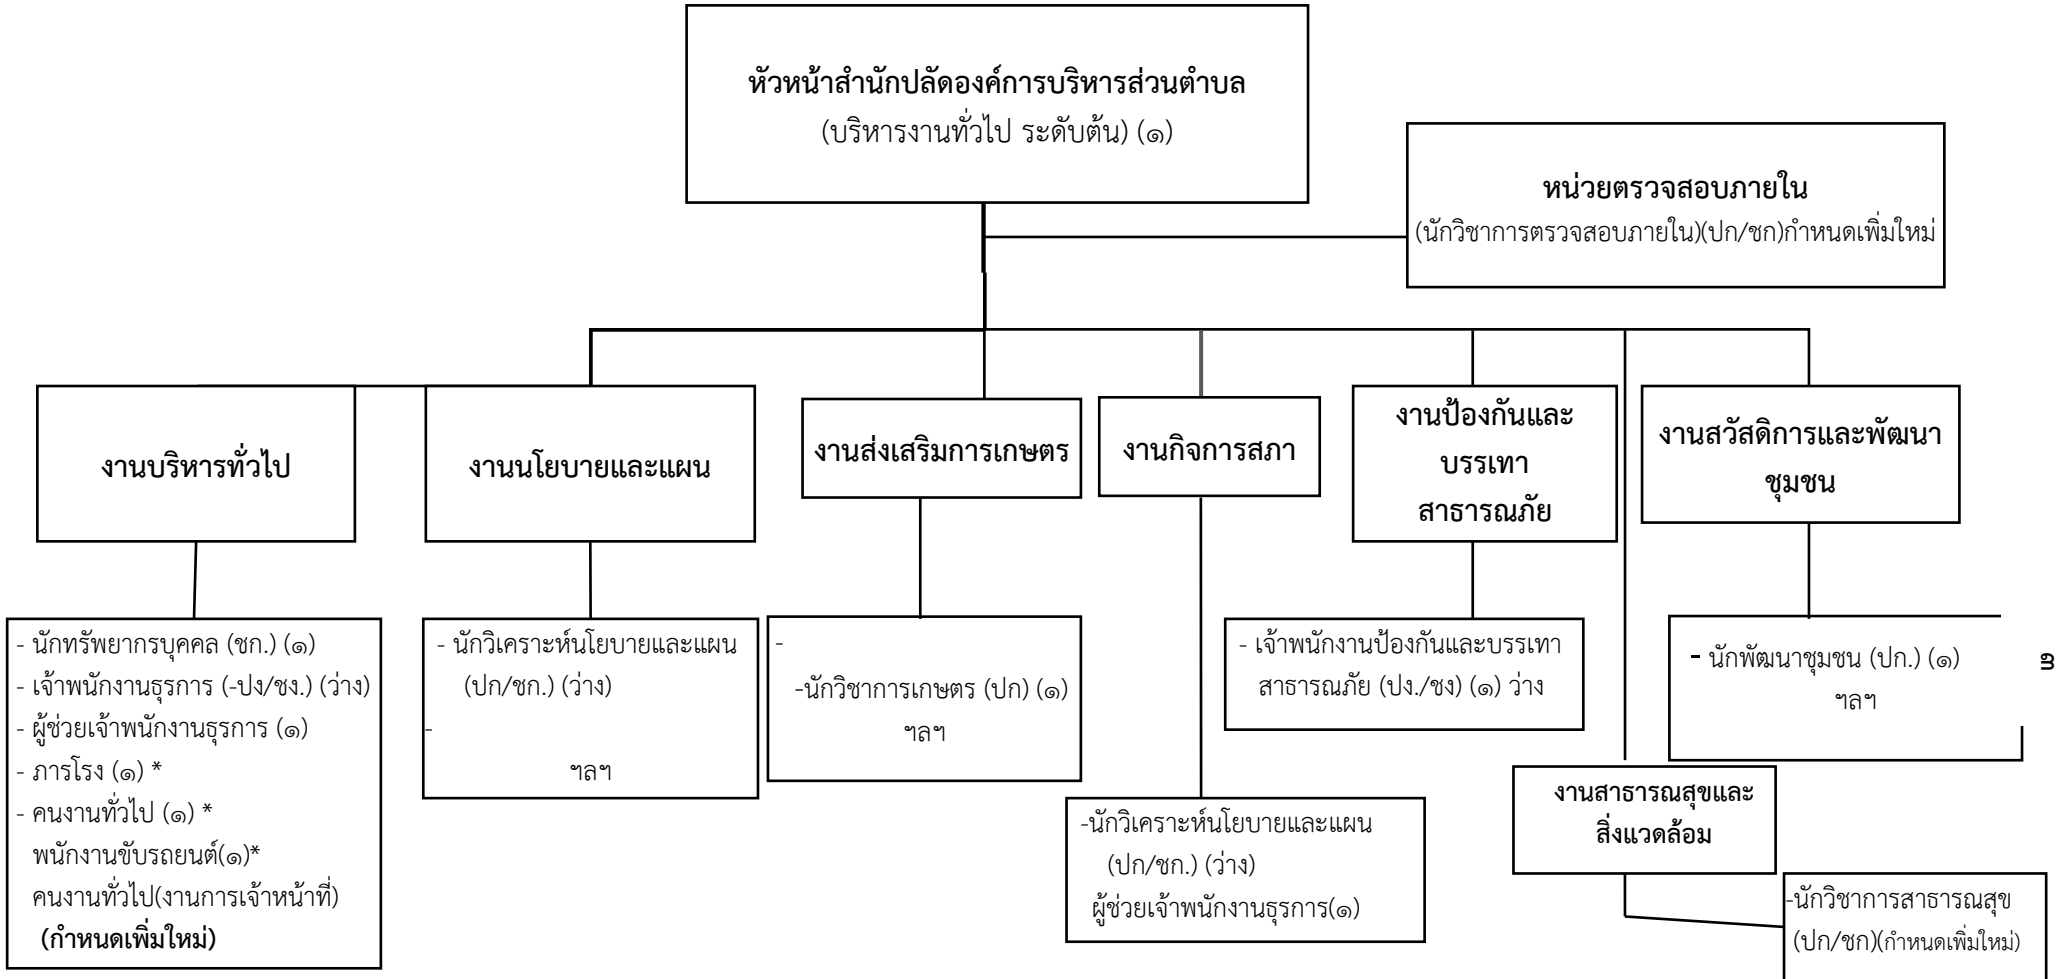 หัวหน้าสำนักปลัดองค์การบริหารส่วนตำบล
(บริหารงานทั่วไป ระดับต้น) (๑)
หน่วยตรวจสอบภายใน
(นักวิชาการตรวจสอบภายใน)(ปก/ชก)กำหนดเพิ่มใหม่
งานบริหารทั่วไป
งานนโยบายและแผน
งานส่งเสริมการเกษตร
งานกิจการสภา
งานป้องกันและ
บรรเทา
สาธารณภัย
งานสวัสดิการและพัฒนา
ชุมชน
- นักทรัพยากรบุคคล (ชก.) (๑)
- เจ้าพนักงานธุรการ (-ปง/ชง.) (ว่าง)
- ผู้ช่วยเจ้าพนักงานธุรการ (๑)
- ภารโรง (๑) *
- คนงานทั่วไป (๑) *
พนักงานขับรถยนต์(๑)*
คนงานทั่วไป(งานการเจ้าหน้าที่)
(กำหนดเพิ่มใหม่)
- นักวิเคราะห์นโยบายและแผน
(ปก/ชก.) (ว่าง)
-
ฯลฯ
-
-นักวิชาการเกษตร (ปก) (๑)
ฯลฯ
-นักวิเคราะห์นโยบายและแผน
(ปก/ชก.) (ว่าง)
ผู้ช่วยเจ้าพนักงานธุรการ(๑)
- เจ้าพนักงานป้องกันและบรรเทา
สาธารณภัย (ปง./ชง) (๑) ว่าง
- นักพัฒนาชุมชน (ปก.) (๑)
ฯลฯ
๓
งานสาธารณสุขและ
สิ่งแวดล้อม
-นักวิชาการสาธารณสุข
(ปก/ชก)(กำหนดเพิ่มใหม่)